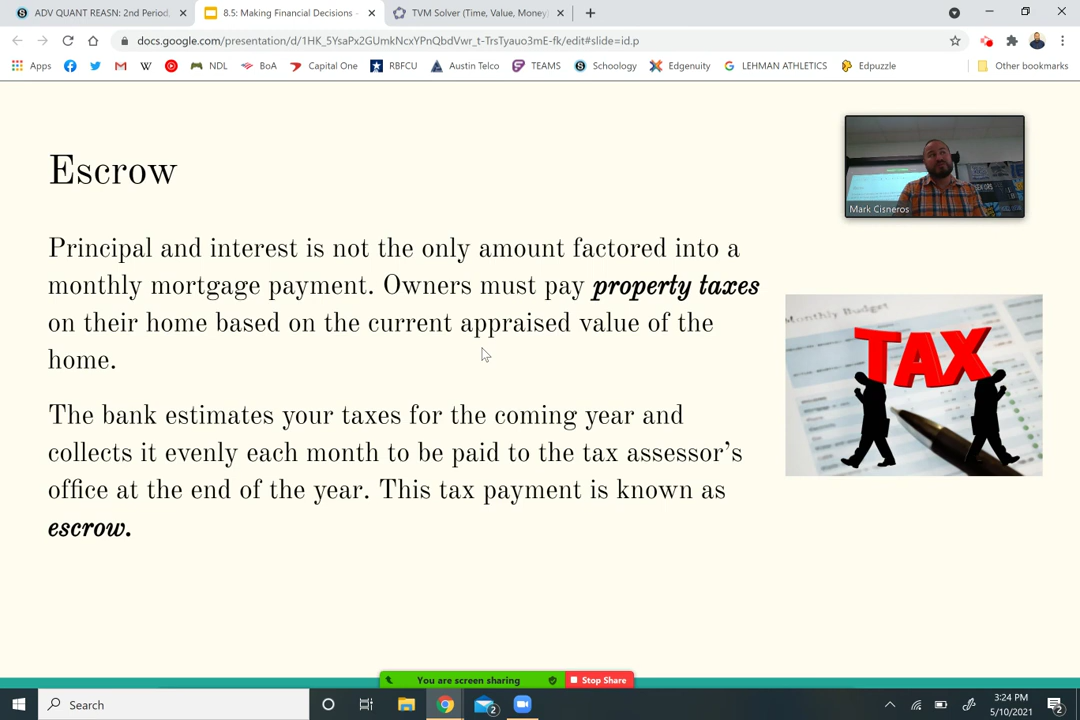 ADV QUANT REASN: 2nd Period,
8.5: Making Financial Decisions -
TVM Solver (Time, Value, Money)
docs.google.com/presentation/d/1HK_5YsaPx2GUmkNcxYPnQbdVwr_t-TrsTyauo3mE-fk/edit#slide=id.p
Apps
NDL
BoA
Capital One
RBFCU
Austin Telco
TEAMS
Schoology
Edgenuity
LEHMAN ATHLETICS
Edpuzzle
Other bookmarks
Escrow
Mark Cisneros
Principal and interest is not the only amount factored into a
monthly mortgage payment. Owners must pay property taxes
on their home based on the current appraised value of the
home.
Monthly Budget
TAX
The bank estimates your taxes for the coming year and
collects it evenly each month to be paid to the tax assessor's
office at the end of the year. This tax payment is known as
escrow.
You are screen sharing
Stop Share
Search
2
3:24 PM
5/10/2021
2